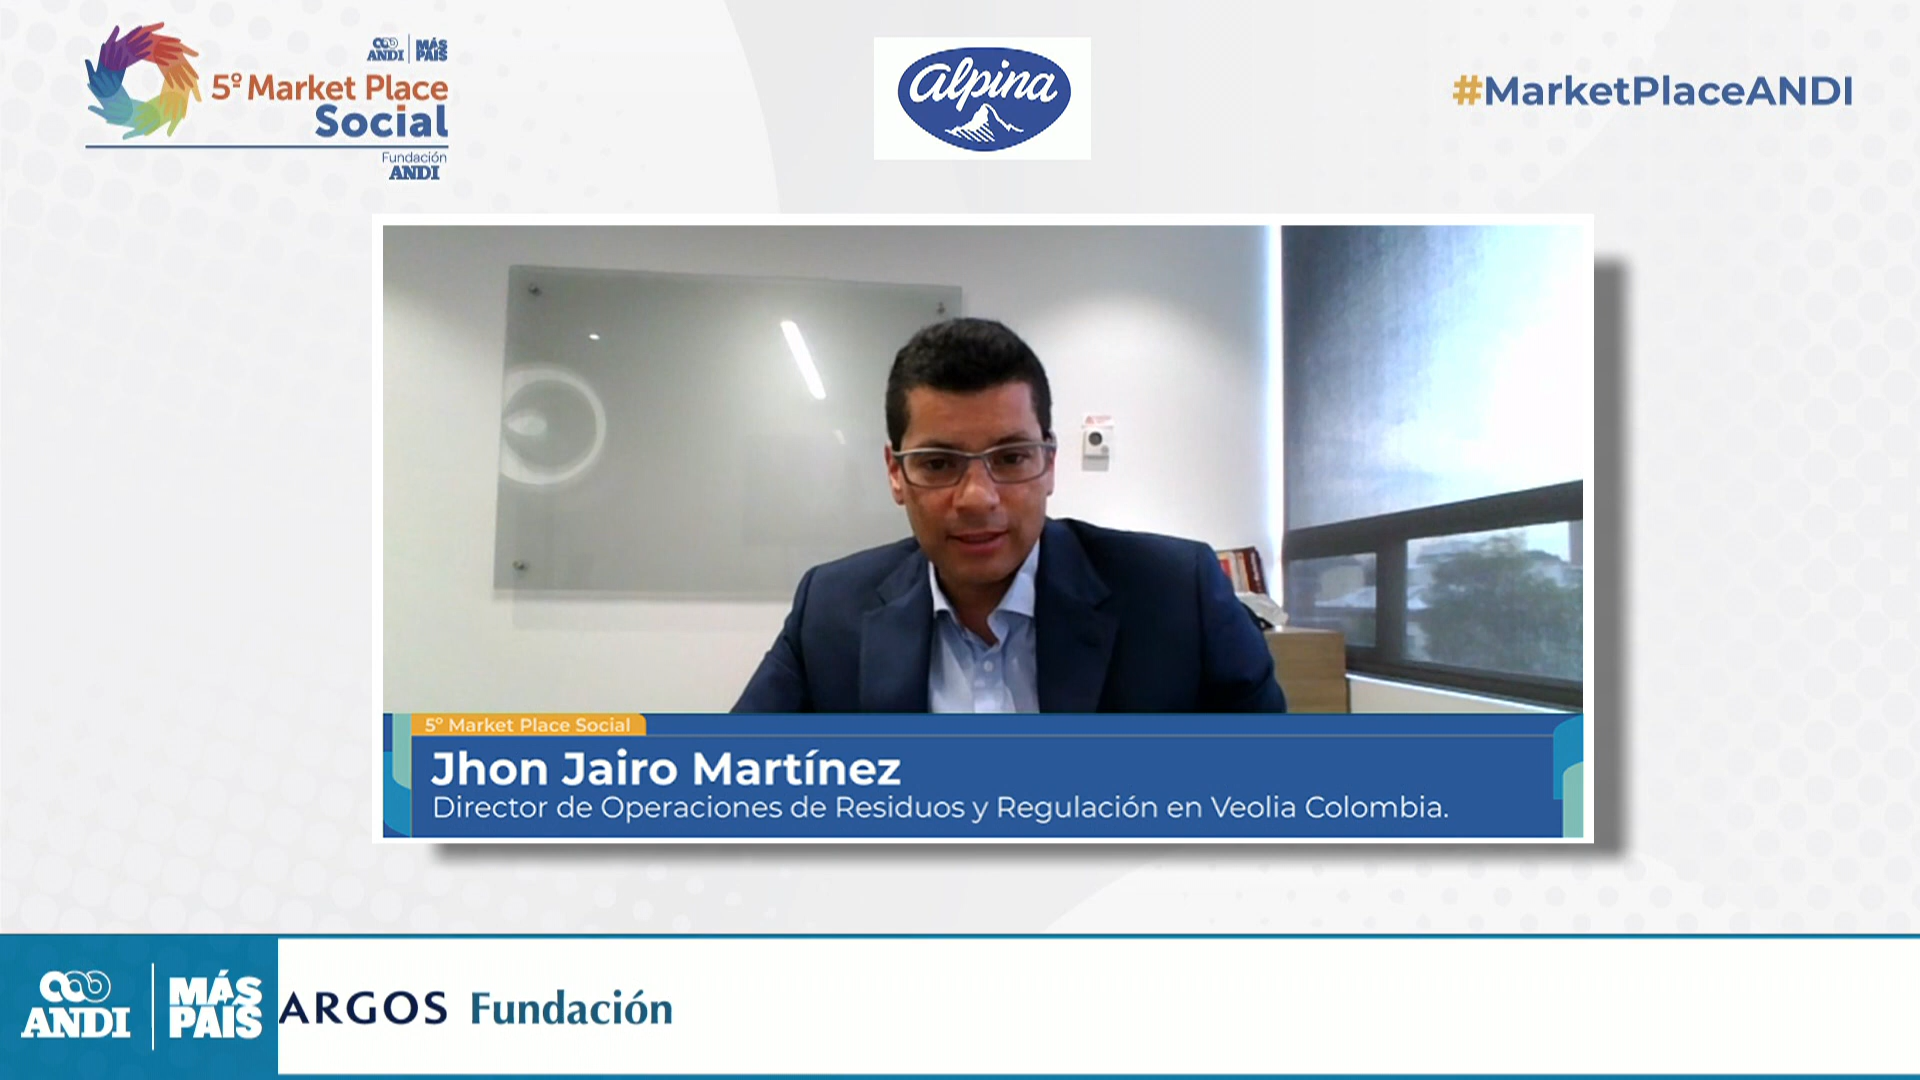 ANDI MÁS PAÍS
5º Market Place
Social
Fundación
ANDI
alpina
#MarketPlaceANDI
5º Market Place Social
Jhon Jairo Martínez
Director de Operaciones de Residuos y Regulación en Veolia Colombia.
ANDI MÁS PAÍS
ARGOS Fundación